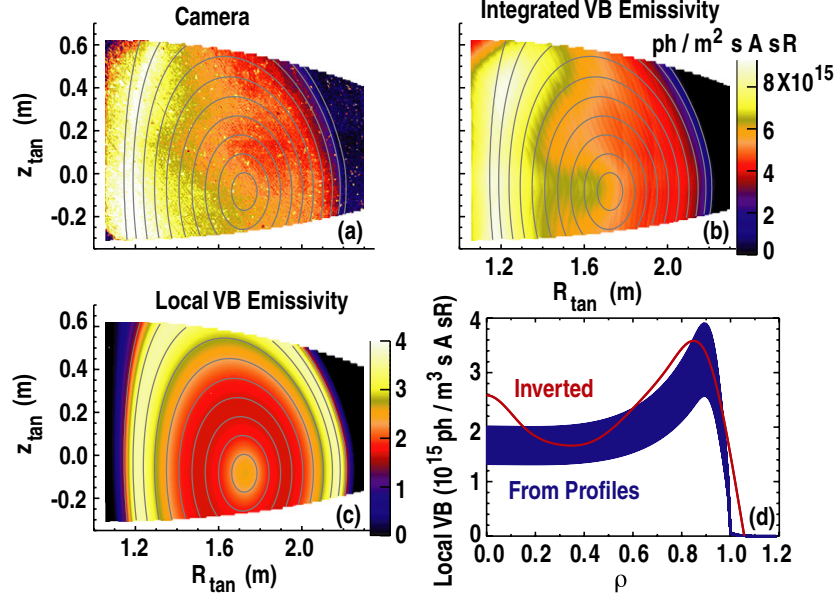 Camera
Integrated VB Emissivity
ph / m² s A sR
0.6
0.4
0.2
0.0
-0.2
z_tan (m)
(a)
8X10¹⁵
6
4
2
0
(b)
1.2 1.6 2.0
R_tan (m)
Local VB Emissivity
0.6
0.4
0.2
0.0
-0.2
z_tan (m)
4
3
2
1
0
(c)
1.2 1.6 2.0
R_tan (m)
Local VB (10¹⁵ ph / m³ s A sR)
4
3
2
1
0
Inverted
From Profiles
(d)
0.0 0.2 0.4 0.6 0.8 1.0 1.2
ρ